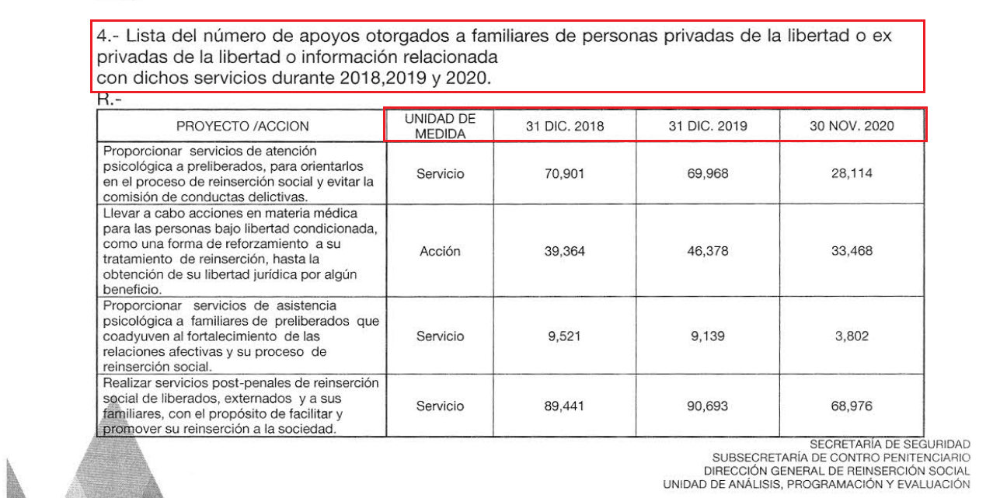 4.- Lista del número de apoyos otorgados a familiares de personas privadas de la libertad o ex
privadas de la libertad o información relacionada
con dichos servicios durante 2018,2019 y 2020.
R.-
PROYECTO /ACCION
UNIDAD DE
MEDIDA
31 DIC. 2018
31 DIC. 2019
30 NOV. 2020
Proporcionar servicios de atención
psicológica a preliberados, para orientarlos
en el proceso de reinserción social y evitar la
comisión de conductas delictivas.
Servicio
70,901
69,968
28,114
Llevar a cabo acciones en materia médica
para las personas bajo libertad condicionada,
como una forma de reforzamiento a su
tratamiento de reinserción, hasta la
obtención de su libertad jurídica por algún
beneficio.
Acción
39,364
46,378
33,468
Proporcionar servicios de asistencia
psicológica a familiares de preliberados que
coadyuven al fortalecimiento de las
relaciones afectivas y su proceso de
reinserción social.
Servicio
9,521
9,139
3,802
Realizar servicios post-penales de reinserción
social de liberados, externados y a sus
familiares, con el propósito de facilitar y
promover su reinserción a la sociedad.
Servicio
89,441
90,693
68,976
SECRETARÍA DE SEGURIDAD
SUBSECRETARÍA DE CONTRO PENITENCIARIO
DIRECCIÓN GENERAL DE REINSERCIÓN SOCIAL
UNIDAD DE ANÁLISIS, PROGRAMACIÓN Y EVALUACIÓN